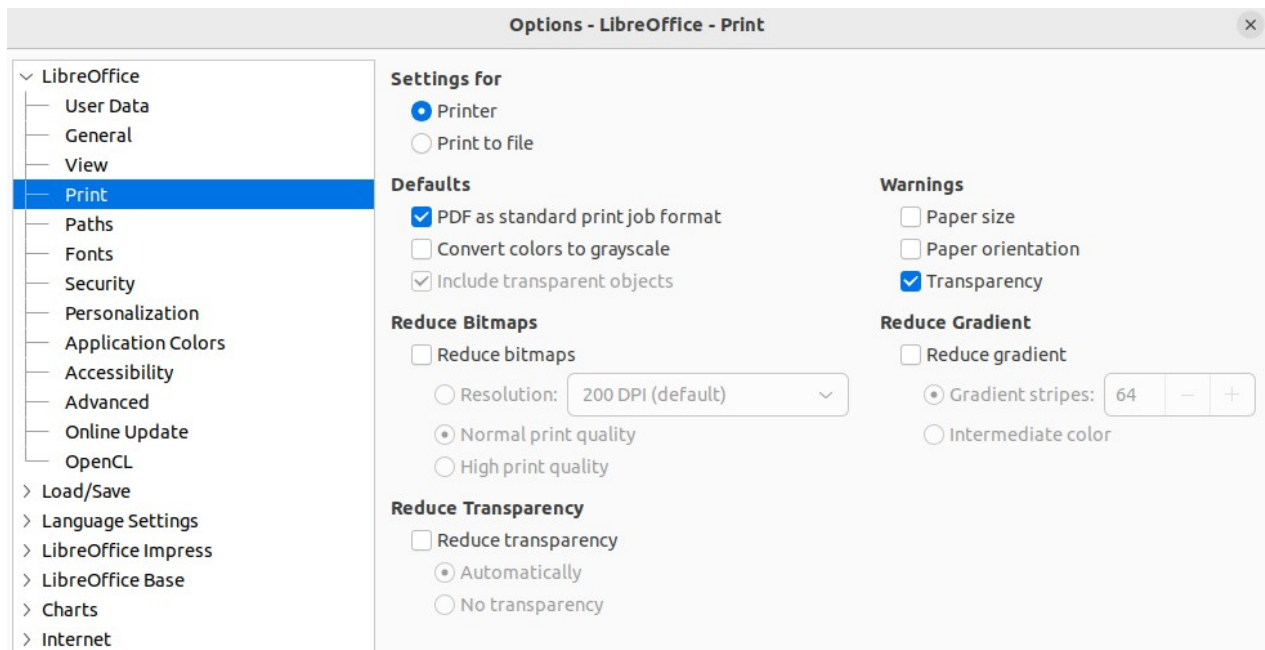 Options - LibreOffice - Print
LibreOffice
User Data
General
View
Print
Paths
Fonts
Security
Personalization
Application Colors
Accessibility
Advanced
Online Update
OpenCL
Load/Save
Language Settings
LibreOffice Impress
LibreOffice Base
Charts
Internet
Settings for
Printer
Print to file
Defaults
PDF as standard print job format
Convert colors to grayscale
Include transparent objects
Warnings
Paper size
Paper orientation
Transparency
Reduce Bitmaps
Reduce bitmaps
Resolution: 200 DPI (default)
Normal print quality
High print quality
Reduce Gradient
Reduce gradient
Gradient stripes: 64
Intermediate color
Reduce Transparency
Reduce transparency
Automatically
No transparency